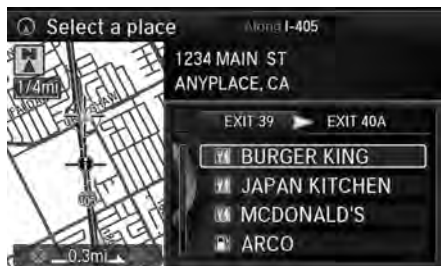 Select a place
Along I-405
N
1/4mi
1234 MAIN ST
ANYPLACE, CA
EXIT 39 EXIT 40A
BURGER KING
JAPAN KITCHEN
MCDONALD'S
ARCO
0.3mi